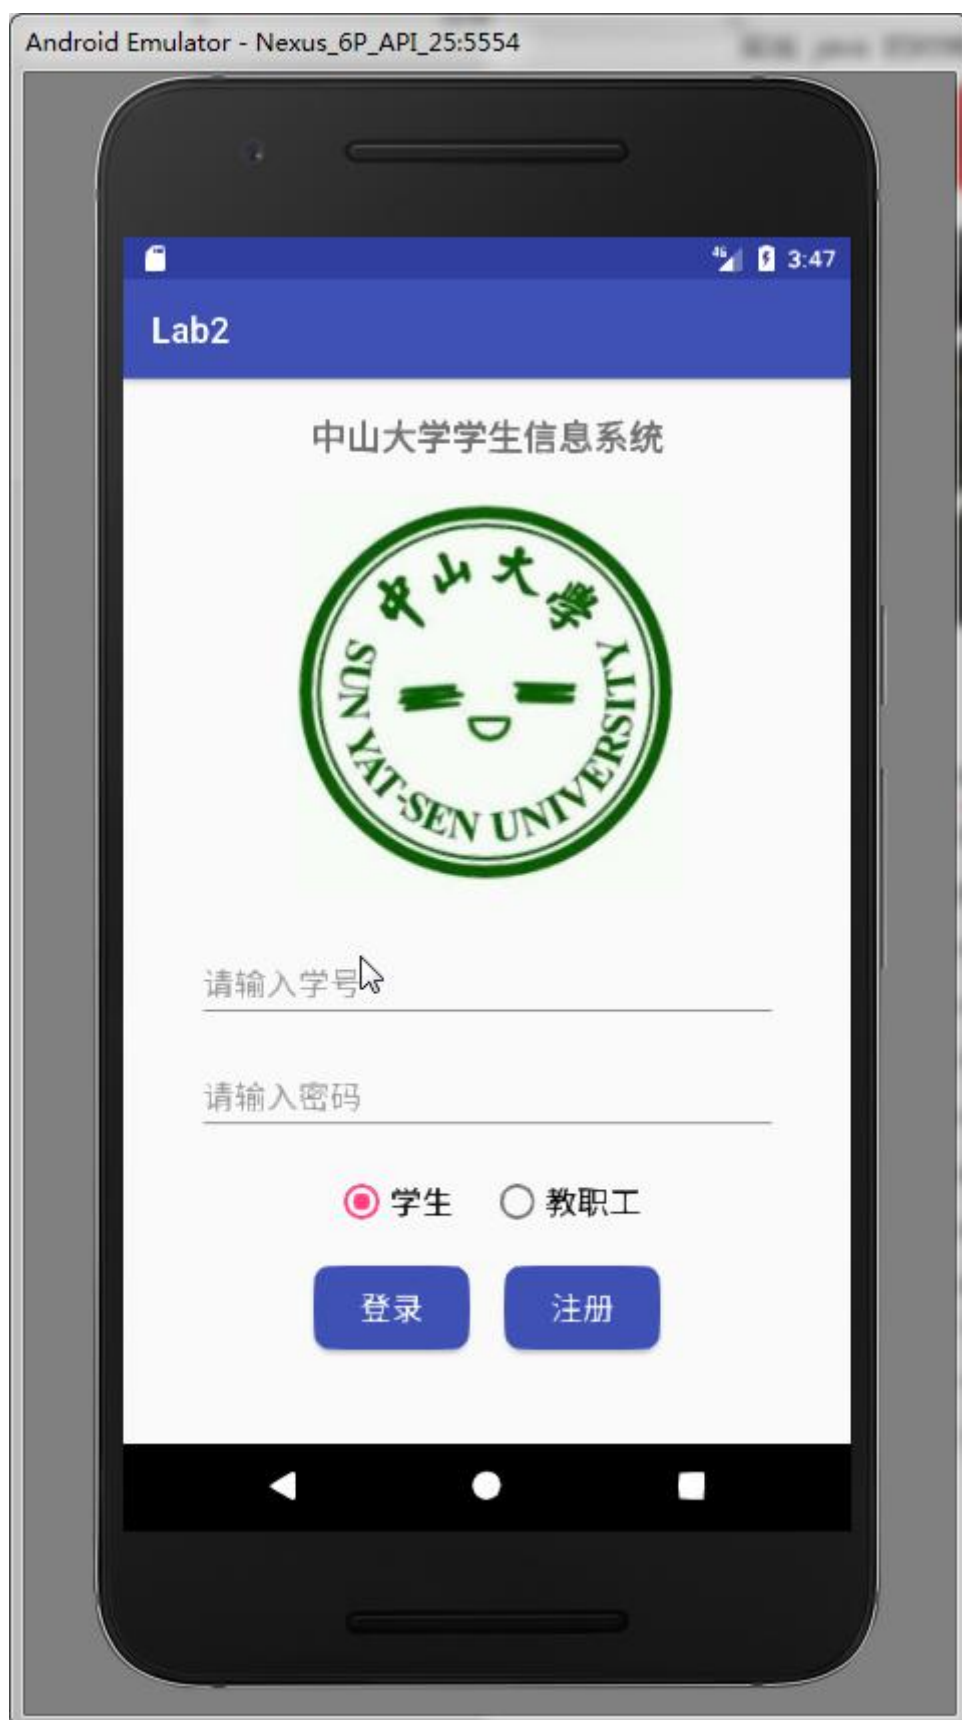 Android Emulator - Nexus_6P_API_25:5554
4G 3:47
Lab2
中山大学学生信息系统
中山大學
SUN YAT-SEN UNIVERSITY
请输入学号
请输入密码
学生 教职工
登录 注册